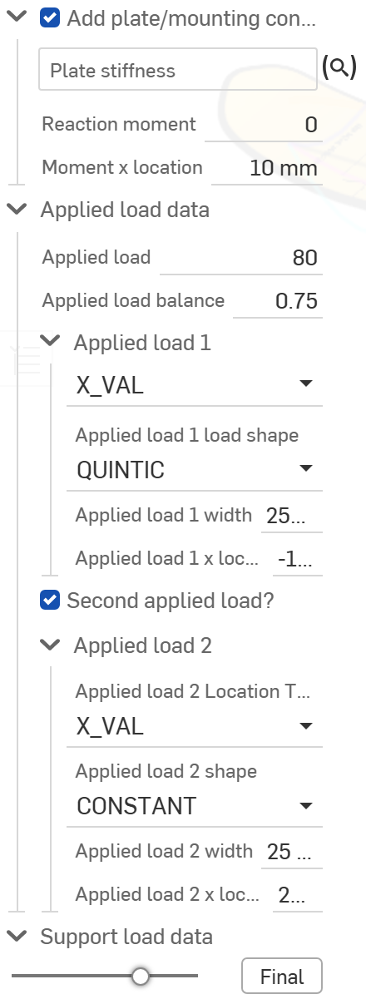 Add plate/mounting con...
Plate stiffness
Reaction moment 0
Moment x location 10 mm
Applied load data
Applied load 80
Applied load balance 0.75
Applied load 1
X_VAL
Applied load 1 load shape
QUINTIC
Applied load 1 width 25...
Applied load 1 x loc... -1...
Second applied load?
Applied load 2
Applied load 2 Location T...
X_VAL
Applied load 2 shape
CONSTANT
Applied load 2 width 25 ...
Applied load 2 x loc... 2...
Support load data
Final